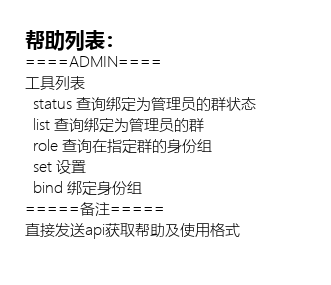 帮助列表：
====ADMIN====
工具列表
status 查询绑定为管理员的群状态
list 查询绑定为管理员的群
role 查询在指定群的身份组
set 设置
bind 绑定身份组
=====备注=====
直接发送api获取帮助及使用格式